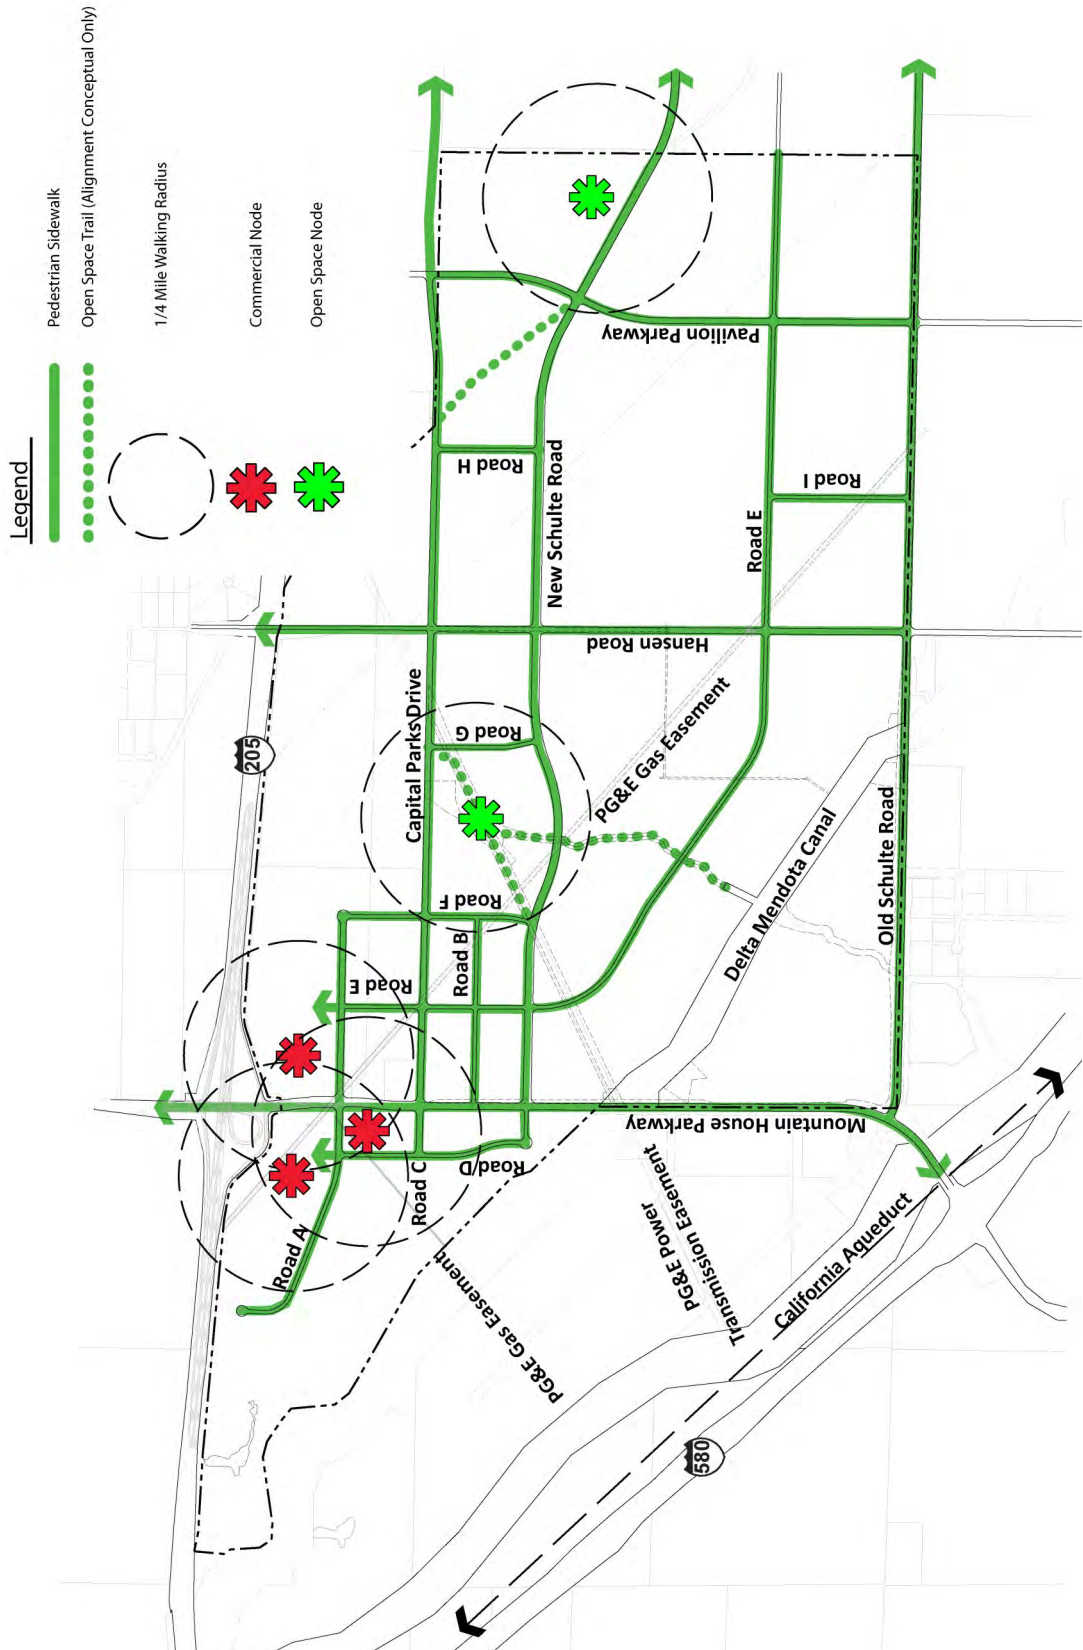 Legend
Pedestrian Sidewalk
Open Space Trail (Alignment Conceptual Only)
1/4 Mile Walking Radius
Commercial Node
Open Space Node
205
Capital Parks Drive
Road H
New Schulte Road
Pavilion Parkway
Road E
Road I
Hansen Road
Road G
PG&E Gas Easement
Road F
Road B
Road E
Delta Mendota Canal
Old Schulte Road
Mountain House Parkway
Road D
Road C
Road A
PG&E Gas Easement
PG&E Power
Transmission Easement
California Aqueduct
580